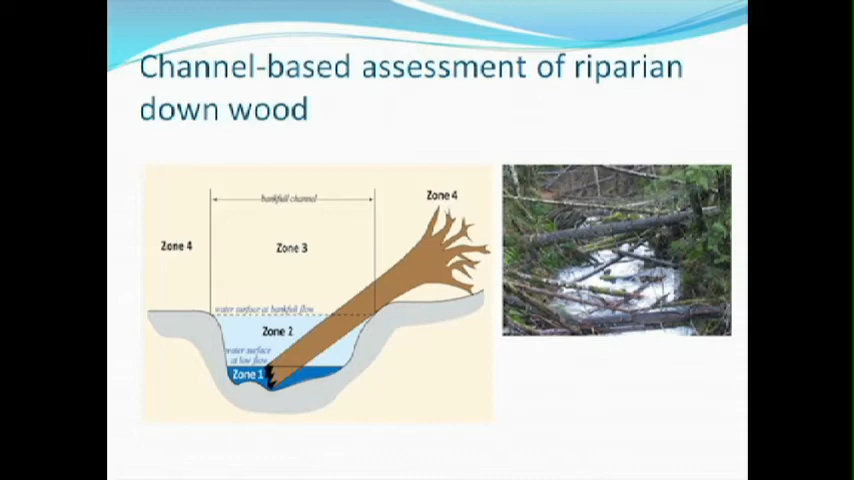 Channel-based assessment of riparian
down wood
bankfull channel
Zone 4
Zone 4
Zone 3
water surface at bankfull flow
Zone 2
water surface
at low flow
Zone 1